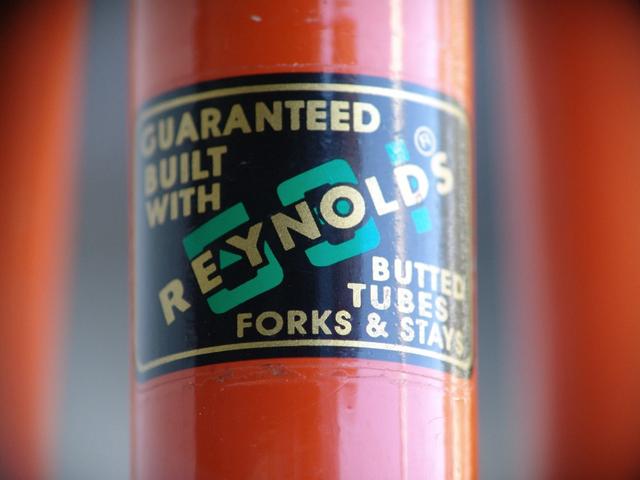 GUARANTEED
BUILT
WITH
REYNOLDS ®
BUTTED
TUBES
FORKS & STAYS